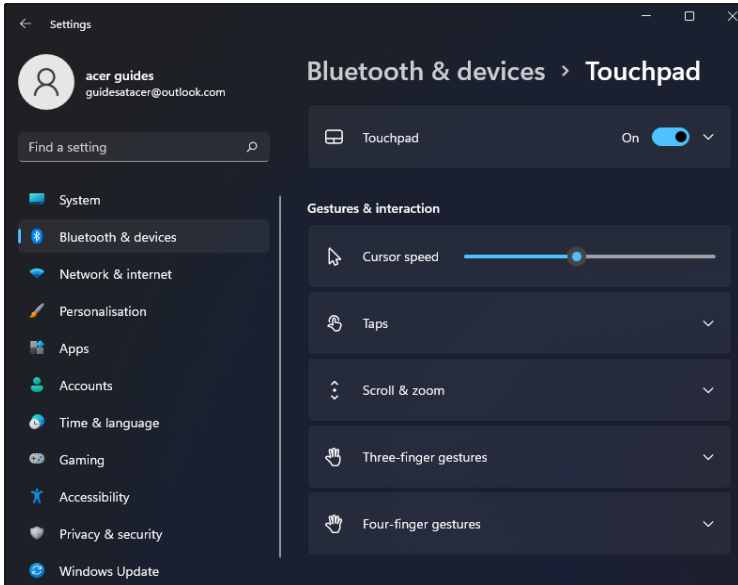 Settings
acer guides
guidesatacer@outlook.com
Find a setting
System
Bluetooth & devices
Network & internet
Personalisation
Apps
Accounts
Time & language
Gaming
Accessibility
Privacy & security
Windows Update
Bluetooth & devices > Touchpad
Touchpad On
Gestures & interaction
Cursor speed
Taps
Scroll & zoom
Three-finger gestures
Four-finger gestures